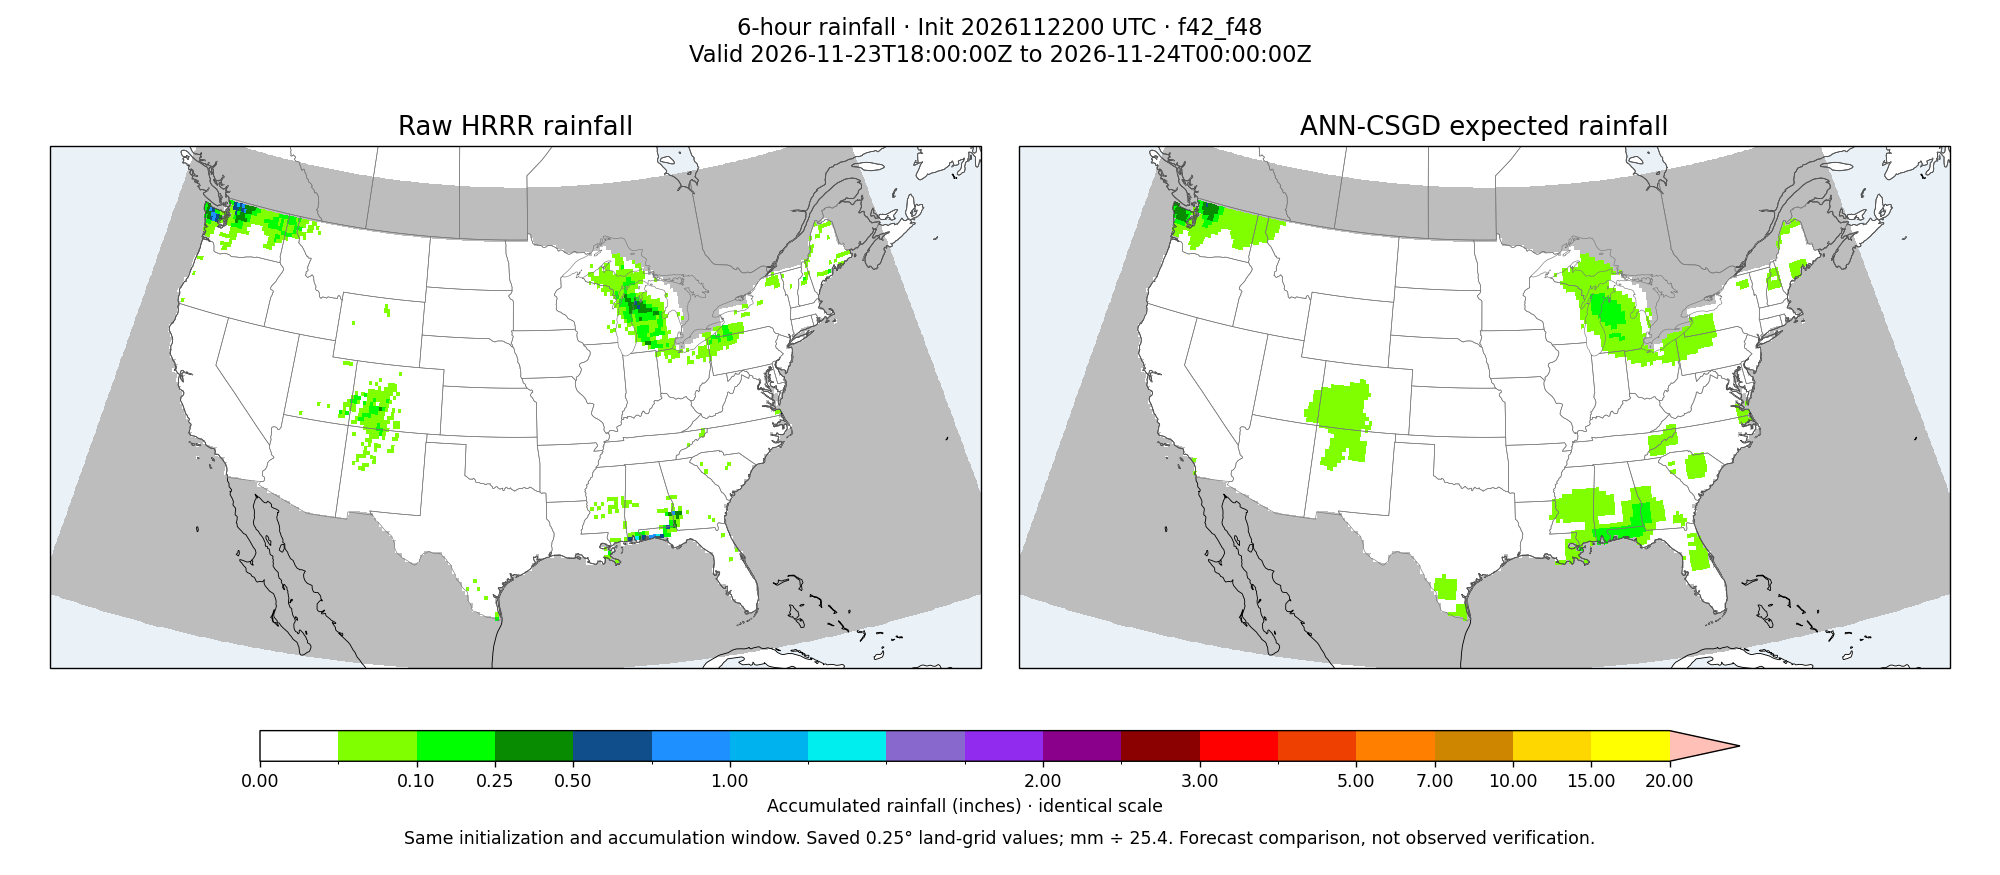 6-hour rainfall · Init 2026112200 UTC · f42_f48
Valid 2026-11-23T18:00:00Z to 2026-11-24T00:00:00Z
Raw HRRR rainfall
ANN-CSGD expected rainfall
0.00 0.10 0.25 0.50 1.00 2.00 3.00 5.00 7.00 10.00 15.00 20.00
Accumulated rainfall (inches) · identical scale
Same initialization and accumulation window. Saved 0.25° land-grid values; mm ÷ 25.4. Forecast comparison, not observed verification.